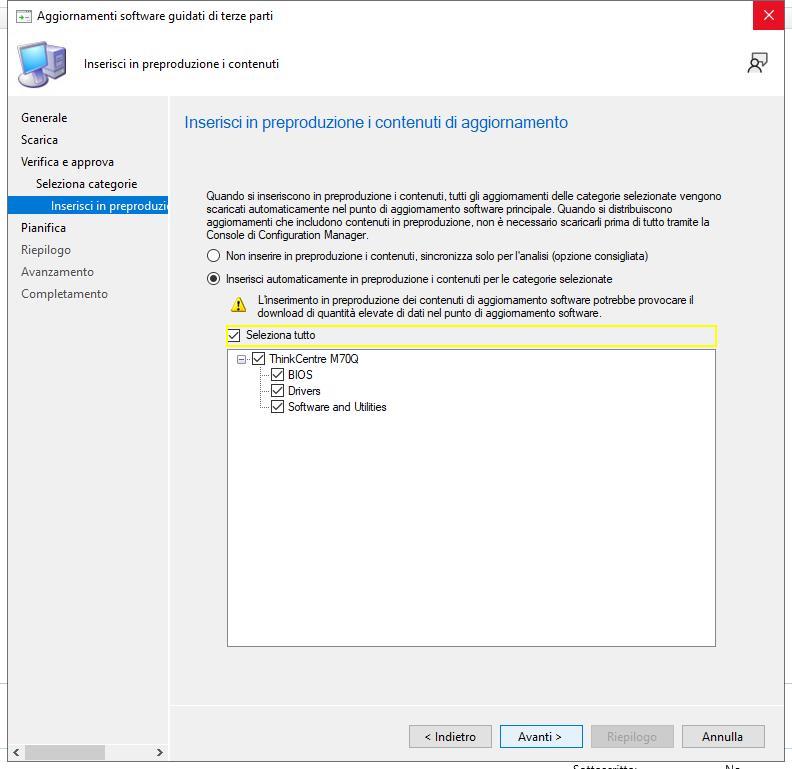 Aggiornamenti software guidati di terze parti
Inserisci in preproduzione i contenuti
Generale
Scarica
Verifica e approva
Seleziona categorie
Inserisci in preproduzi
Pianifica
Riepilogo
Avanzamento
Completamento
Inserisci in preproduzione i contenuti di aggiornamento
Quando si inseriscono in preproduzione i contenuti, tutti gli aggiornamenti delle categorie selezionate vengono
scaricati automaticamente nel punto di aggiornamento software principale. Quando si distribuiscono
aggiornamenti che includono contenuti in preproduzione, non è necessario scaricarli prima di tutto tramite la
Console di Configuration Manager.
Non inserire in preproduzione i contenuti, sincronizza solo per l'analisi (opzione consigliata)
Inserisci automaticamente in preproduzione i contenuti per le categorie selezionate
L'inserimento in preproduzione dei contenuti di aggiornamento software potrebbe provocare il
download di quantità elevate di dati nel punto di aggiornamento software.
Seleziona tutto
ThinkCentre M70Q
BIOS
Drivers
Software and Utilities
< Indietro
Avanti >
Riepilogo
Annulla